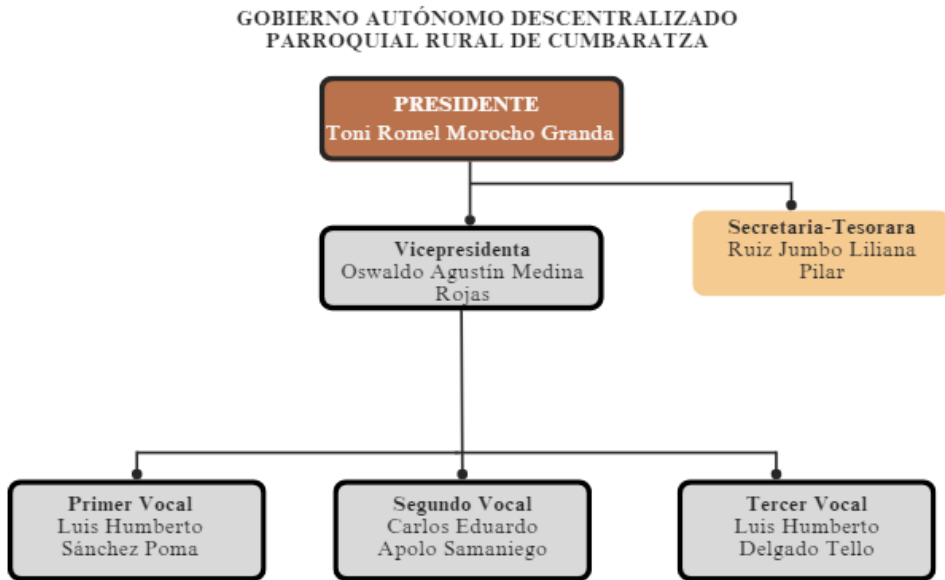 GOBIERNO AUTÓNOMO DESCENTRALIZADO
PARROQUIAL RURAL DE CUMBARATZA
PRESIDENTE
Toni Romel Morocho Granda
Vicepresidenta
Oswaldo Agustín Medina
Rojas
Secretaria-Tesorara
Ruiz Jumbo Liliana
Pilar
Primer Vocal
Luis Humberto
Sánchez Poma
Segundo Vocal
Carlos Eduardo
Apolo Samaniego
Tercer Vocal
Luis Humberto
Delgado Tello